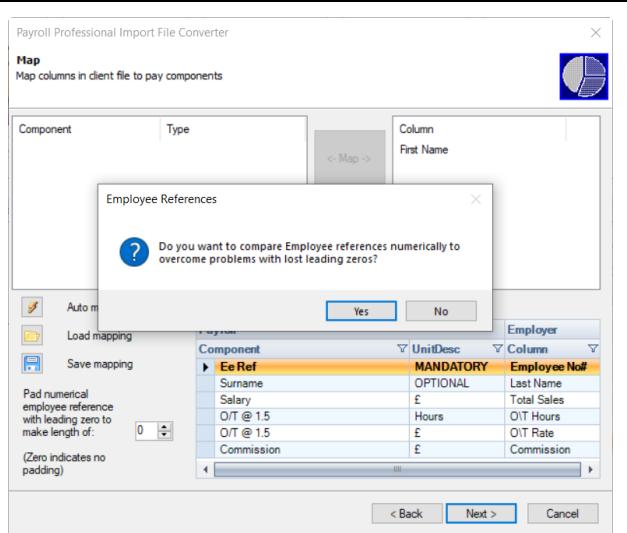 Payroll Professional Import File Converter
Map
Map columns in client file to pay components
Component Type
<- Map ->
Column
First Name
Employee References
Do you want to compare Employee references numerically to
overcome problems with lost leading zeros?
Yes No
Auto m
Load mapping
Save mapping
Pad numerical
employee reference
with leading zero to
make length of: 0
(Zero indicates no
padding)
Employer
Component UnitDesc Column
Ee Ref MANDATORY Employee No#
Surname OPTIONAL Last Name
Salary £ Total Sales
O/T @ 1.5 Hours O\T Hours
O/T @ 1.5 £ O\T Rate
Commission £ Commission
< Back Next > Cancel